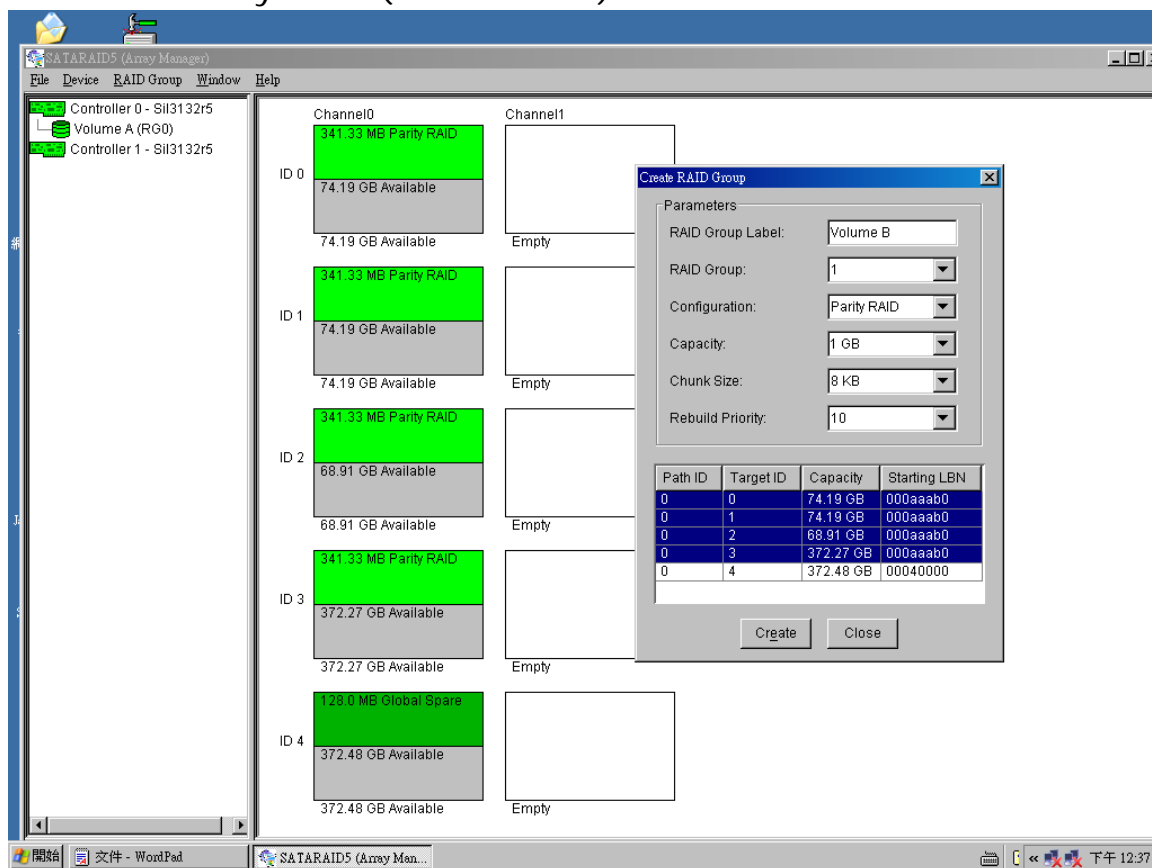 SATARAID5 (Array Manager)
File Device RAID Group Window Help
Controller 0 - SiI3132r5
Volume A (RG0)
Controller 1 - SiI3132r5
Channel0
Channel1
ID 0
341.33 MB Parity RAID
74.19 GB Available
74.19 GB Available
Empty
ID 1
341.33 MB Parity RAID
74.19 GB Available
74.19 GB Available
Empty
ID 2
341.33 MB Parity RAID
68.91 GB Available
68.91 GB Available
Empty
ID 3
341.33 MB Parity RAID
372.27 GB Available
372.27 GB Available
Empty
ID 4
128.0 MB Global Spare
372.48 GB Available
372.48 GB Available
Empty
Create RAID Group
Parameters
RAID Group Label: Volume B
RAID Group: 1
Configuration: Parity RAID
Capacity: 1 GB
Chunk Size: 8 KB
Rebuild Priority: 10
Path ID Target ID Capacity Starting LBN
0 0 74.19 GB 000aaab0
0 1 74.19 GB 000aaab0
0 2 68.91 GB 000aaab0
0 3 372.27 GB 000aaab0
0 4 372.48 GB 00040000
Create Close
開始 文件 - WordPad SATARAID5 (Array Man... « 下午 12:37